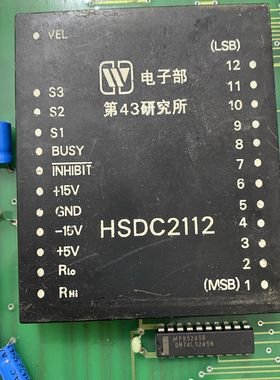 VEL
(LSB)
12
电子部
第43研究所
11
S3
10
S2
9
S1
8
BUSY
7
INHIBIT
6
+15V
5
GND
4
-15V
HSDC2112
3
+5V
2
RLo
(MSB) 1
RHi
DM74LS245N